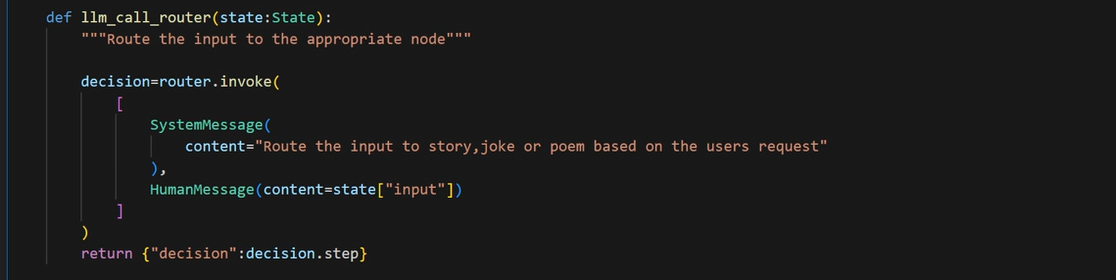 def llm_call_router(state:State):
    """Route the input to the appropriate node"""
    decision=router.invoke(
        [
            SystemMessage(
                content="Route the input to story,joke or poem based on the users request"
            ),
            HumanMessage(content=state["input"])
        ]
    )
    return {"decision":decision.step}